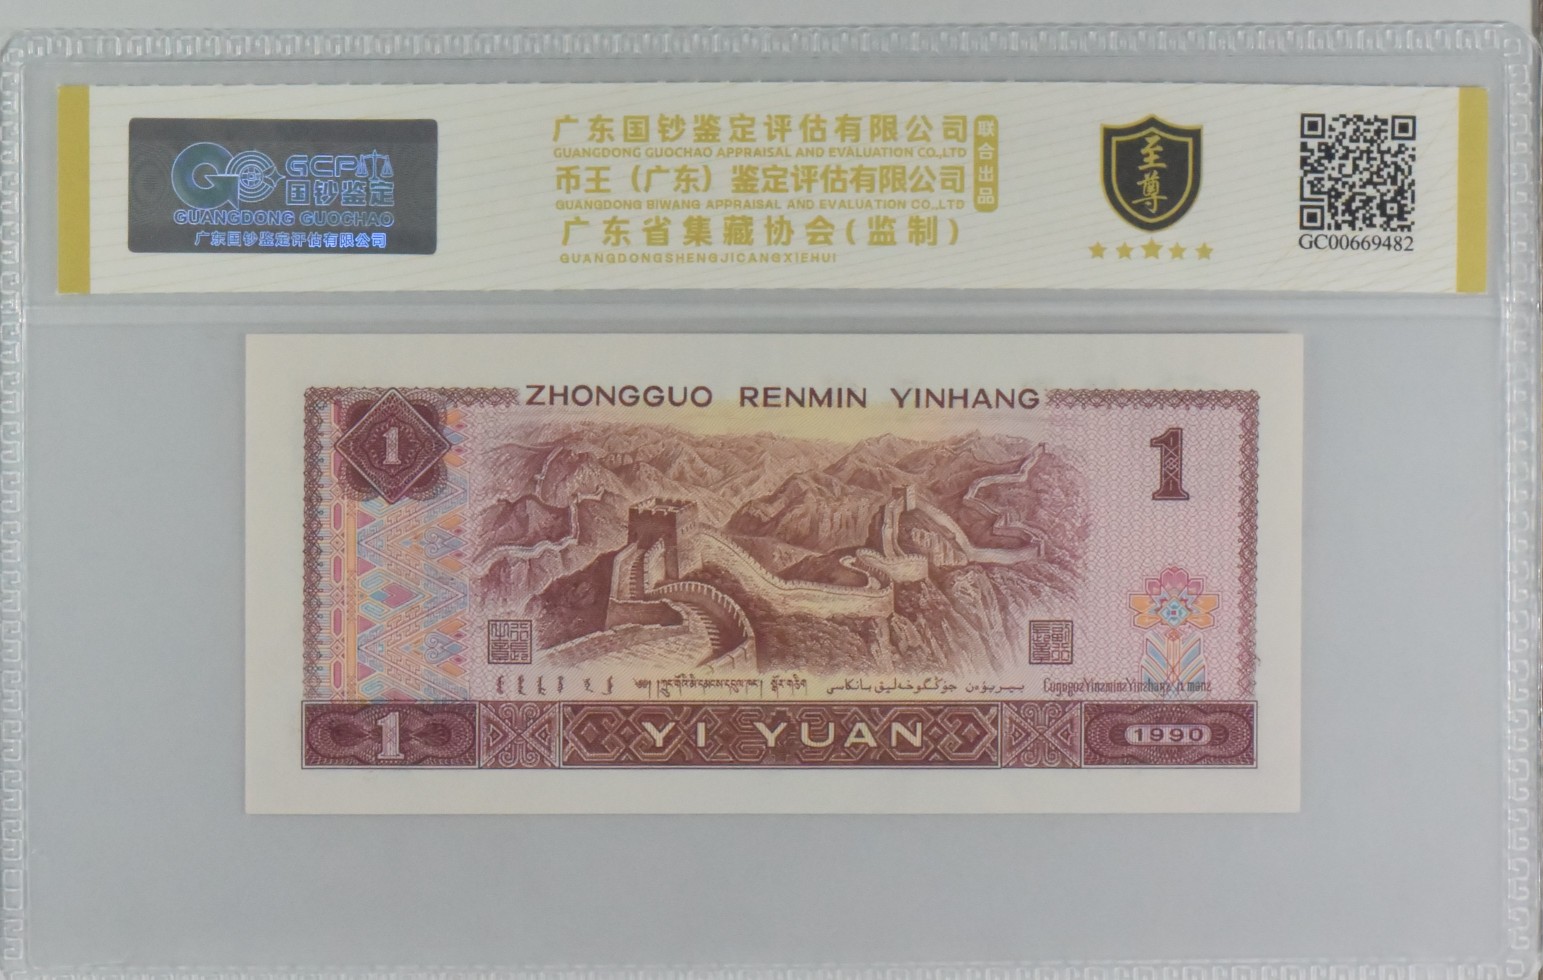 GCP
国钞鉴定
GUANGDONG GUOCHAO
广东国钞鉴定评估有限公司
广东国钞鉴定评估有限公司
GUANGDONG GUOCHAO APPRAISAL AND EVALUATION CO.,LTD
币王（广东）鉴定评估有限公司
GUANGDONG BIWANG APPRAISAL AND EVALUATION CO.,LTD
联合出品
广东省集藏协会(监制)
GUANGDONGSHENGJICANGXIEHUI
至尊
GC00669482
ZHONGGUO RENMIN YINHANG
1
1
1
YI YUAN
1990